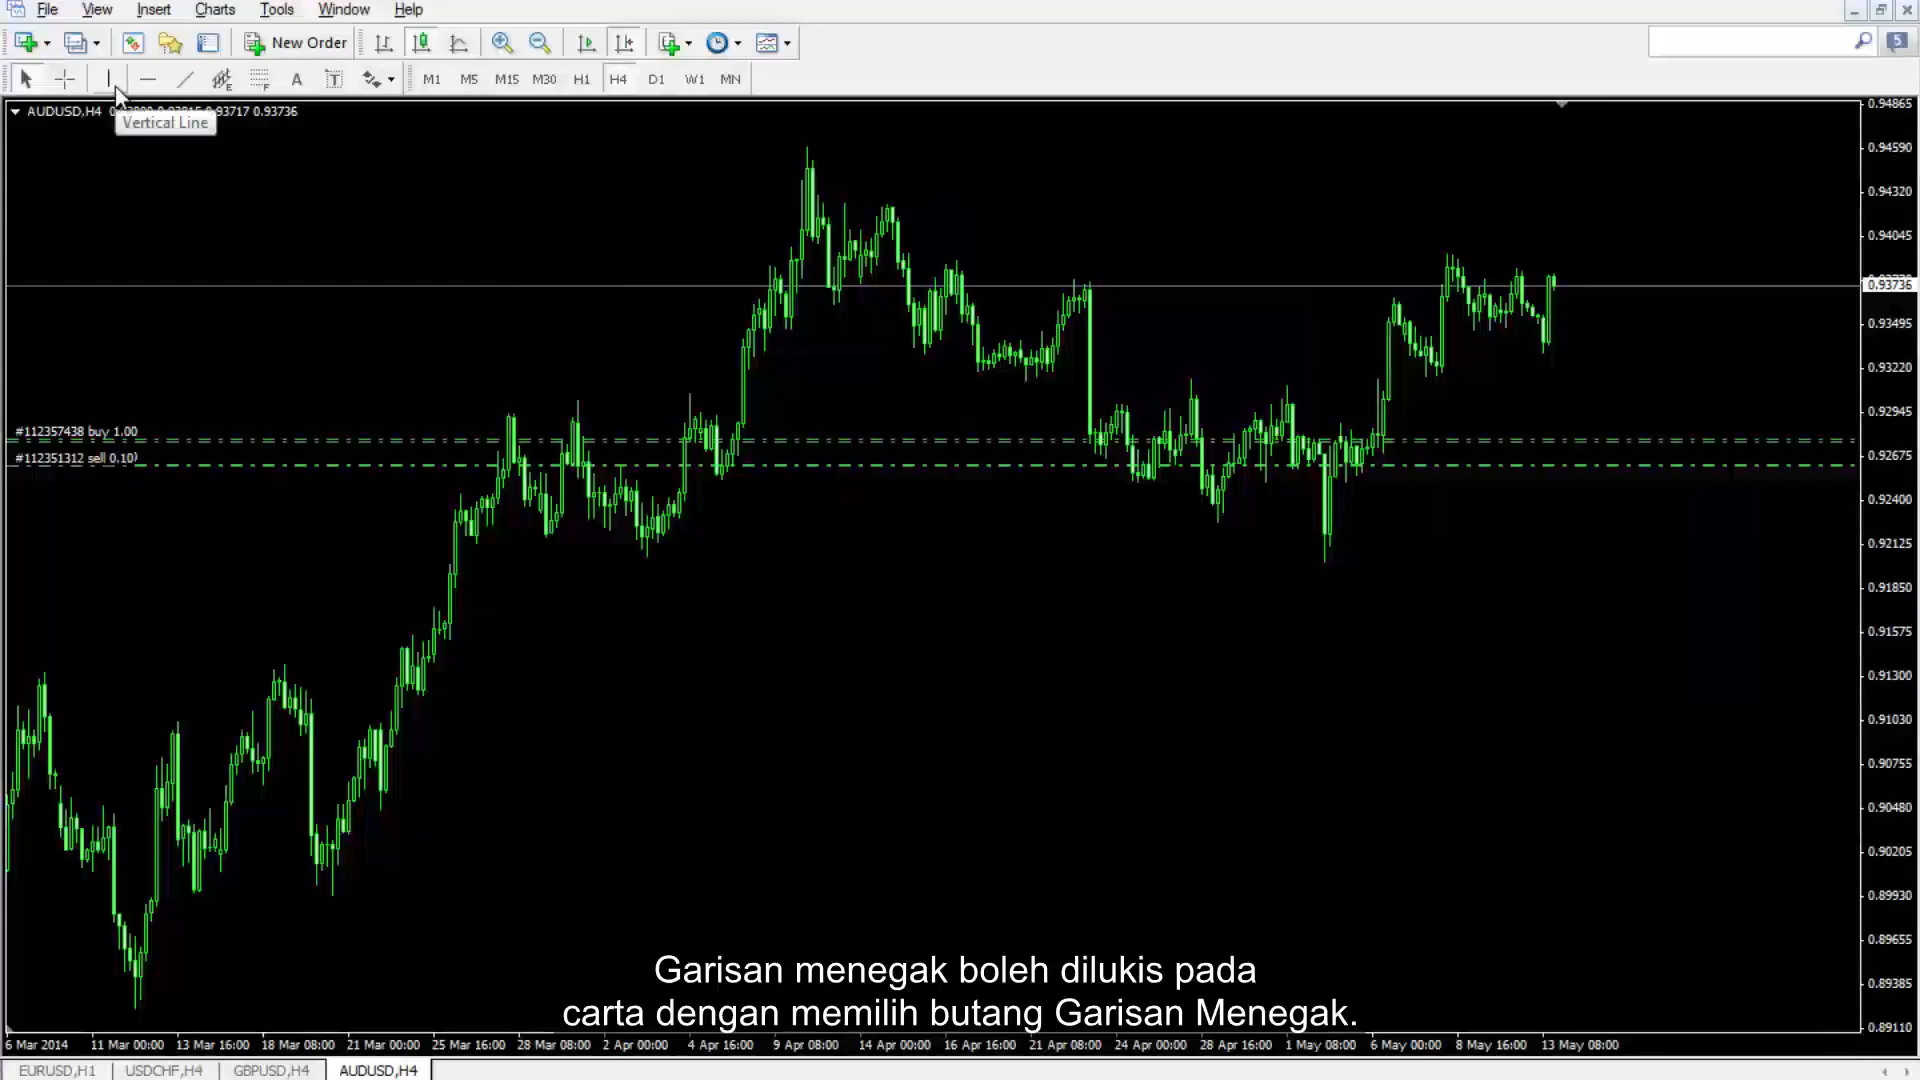 File View Insert Charts Tools Window Help
New Order
5
A T E F
M1 M5 M15 M30 H1 H4 D1 W1 MN
AUDUSD,H4 93717 0.93736
Vertical Line
0.94865
0.94590
0.94320
0.94045
0.93736
0.93495
0.93220
#112357438 buy 1.00
0.92945
#112351312 sell 0.10
0.92675
0.92400
0.92125
0.91850
0.91575
0.91300
0.91030
0.90755
0.90480
0.90205
0.89930
0.89655
0.89385
0.89110
Garisan menegak boleh dilukis pada
carta dengan memilih butang Garisan Menegak.
6 Mar 2014 11 Mar 00:00 13 Mar 16:00 18 Mar 08:00 21 Mar 00:00 25 Mar 16:00 28 Mar 08:00 2 Apr 00:00 4 Apr 16:00 9 Apr 08:00 14 Apr 00:00 16 Apr 16:00 21 Apr 08:00 24 Apr 00:00 28 Apr 16:00 1 May 08:00 6 May 00:00 8 May 16:00 13 May 08:00
EURUSD,H1 USDCHF,H4 GBPUSD,H4 AUDUSD,H4